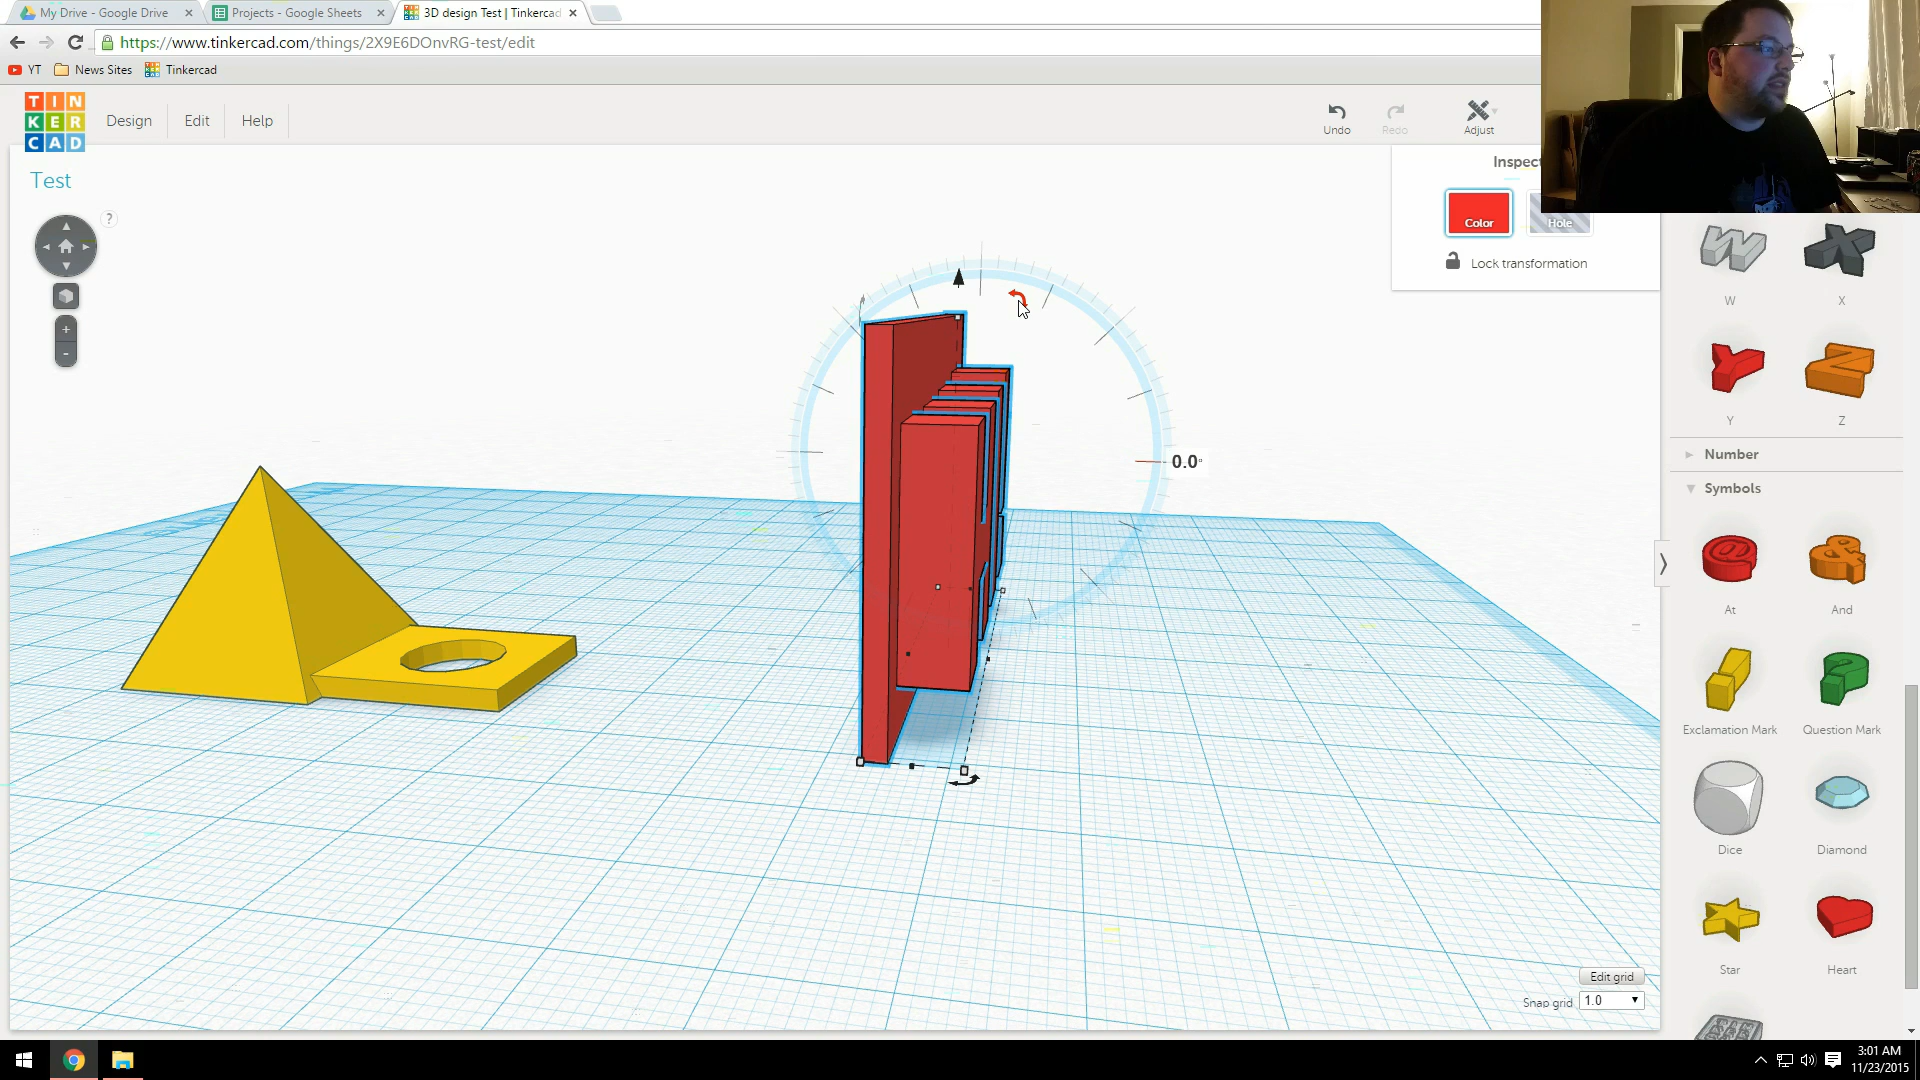 My Drive - Google Drive
Projects - Google Sheets
3D design Test | Tinkercad
https://www.tinkercad.com/things/2X9E6DOnvRG-test/edit
YT
News Sites
Tinkercad
TIN
KER
CAD
Design
Edit
Help
Undo
Redo
Adjust
Test
?
Inspect
Color
Hole
Lock transformation
W
X
Y
Z
0.0°
Number
Symbols
At
And
Exclamation Mark
Question Mark
Dice
Diamond
Star
Heart
Edit grid
Snap grid
1.0
3:01 AM
11/23/2015